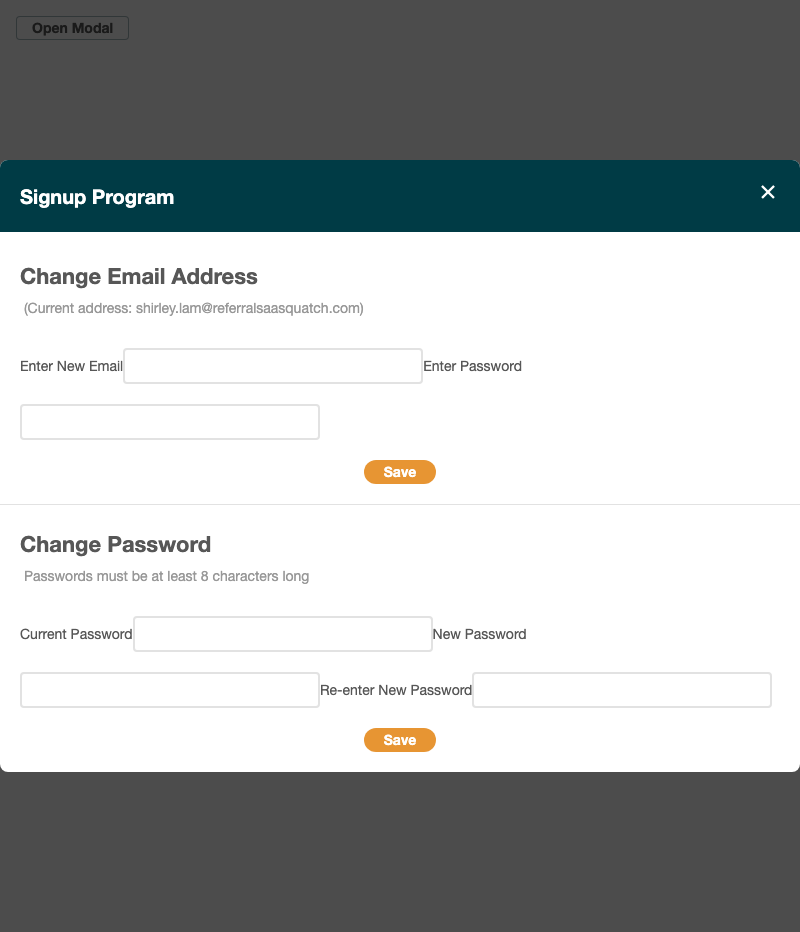 Open Modal
Signup Program
Change Email Address
(Current address: shirley.lam@referralsaasquatch.com)
Enter New Email Enter Password
Save
Change Password
Passwords must be at least 8 characters long
Current Password New Password
Re-enter New Password
Save